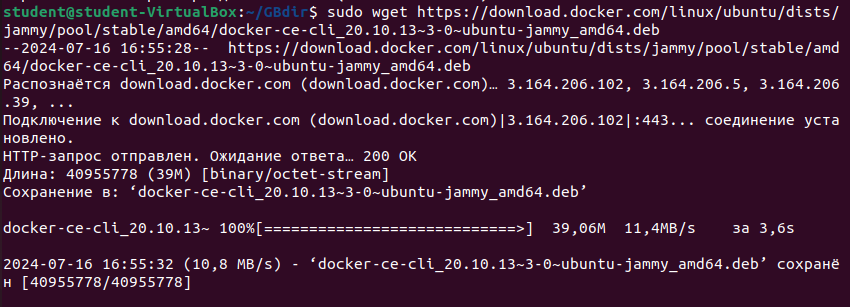 student@student-VirtualBox:~/GBdir$ sudo wget https://download.docker.com/linux/ubuntu/dists/
jammy/pool/stable/amd64/docker-ce-cli_20.10.13~3-0~ubuntu-jammy_amd64.deb
--2024-07-16 16:55:28--  https://download.docker.com/linux/ubuntu/dists/jammy/pool/stable/amd
64/docker-ce-cli_20.10.13~3-0~ubuntu-jammy_amd64.deb
Распознаётся download.docker.com (download.docker.com)… 3.164.206.102, 3.164.206.5, 3.164.206
.39, ...
Подключение к download.docker.com (download.docker.com)|3.164.206.102|:443... соединение уста
новлено.
HTTP-запрос отправлен. Ожидание ответа… 200 OK
Длина: 40955778 (39M) [binary/octet-stream]
Сохранение в: ‘docker-ce-cli_20.10.13~3-0~ubuntu-jammy_amd64.deb’
docker-ce-cli_20.10.13~ 100%[============================>]  39,06M  11,4MB/s    за 3,6s
2024-07-16 16:55:32 (10,8 MB/s) - ‘docker-ce-cli_20.10.13~3-0~ubuntu-jammy_amd64.deb’ сохранё
н [40955778/40955778]